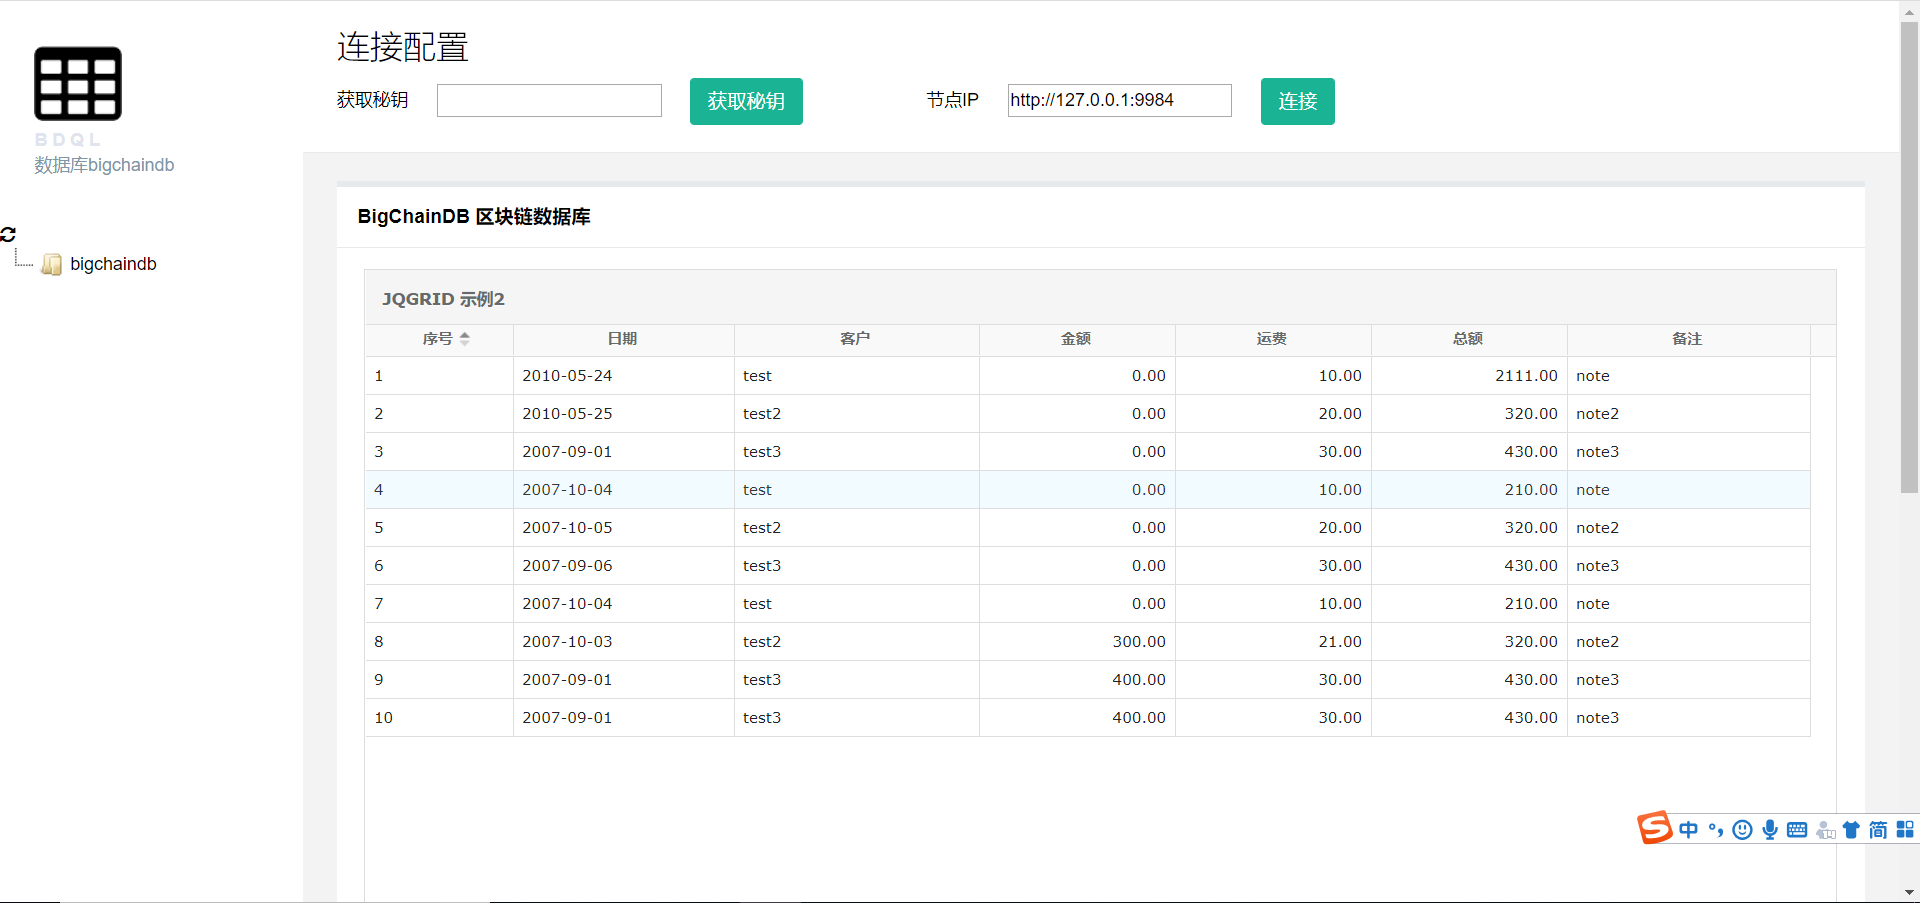 连接配置
获取秘钥 获取秘钥 节点IP http://127.0.0.1:9984 连接
BDQL
数据库bigchaindb
bigchaindb
BigChainDB 区块链数据库
JQGRID 示例2
序号 日期 客户 金额 运费 总额 备注
1 2010-05-24 test 0.00 10.00 2111.00 note
2 2010-05-25 test2 0.00 20.00 320.00 note2
3 2007-09-01 test3 0.00 30.00 430.00 note3
4 2007-10-04 test 0.00 10.00 210.00 note
5 2007-10-05 test2 0.00 20.00 320.00 note2
6 2007-09-06 test3 0.00 30.00 430.00 note3
7 2007-10-04 test 0.00 10.00 210.00 note
8 2007-10-03 test2 300.00 21.00 320.00 note2
9 2007-09-01 test3 400.00 30.00 430.00 note3
10 2007-09-01 test3 400.00 30.00 430.00 note3
S 中 简